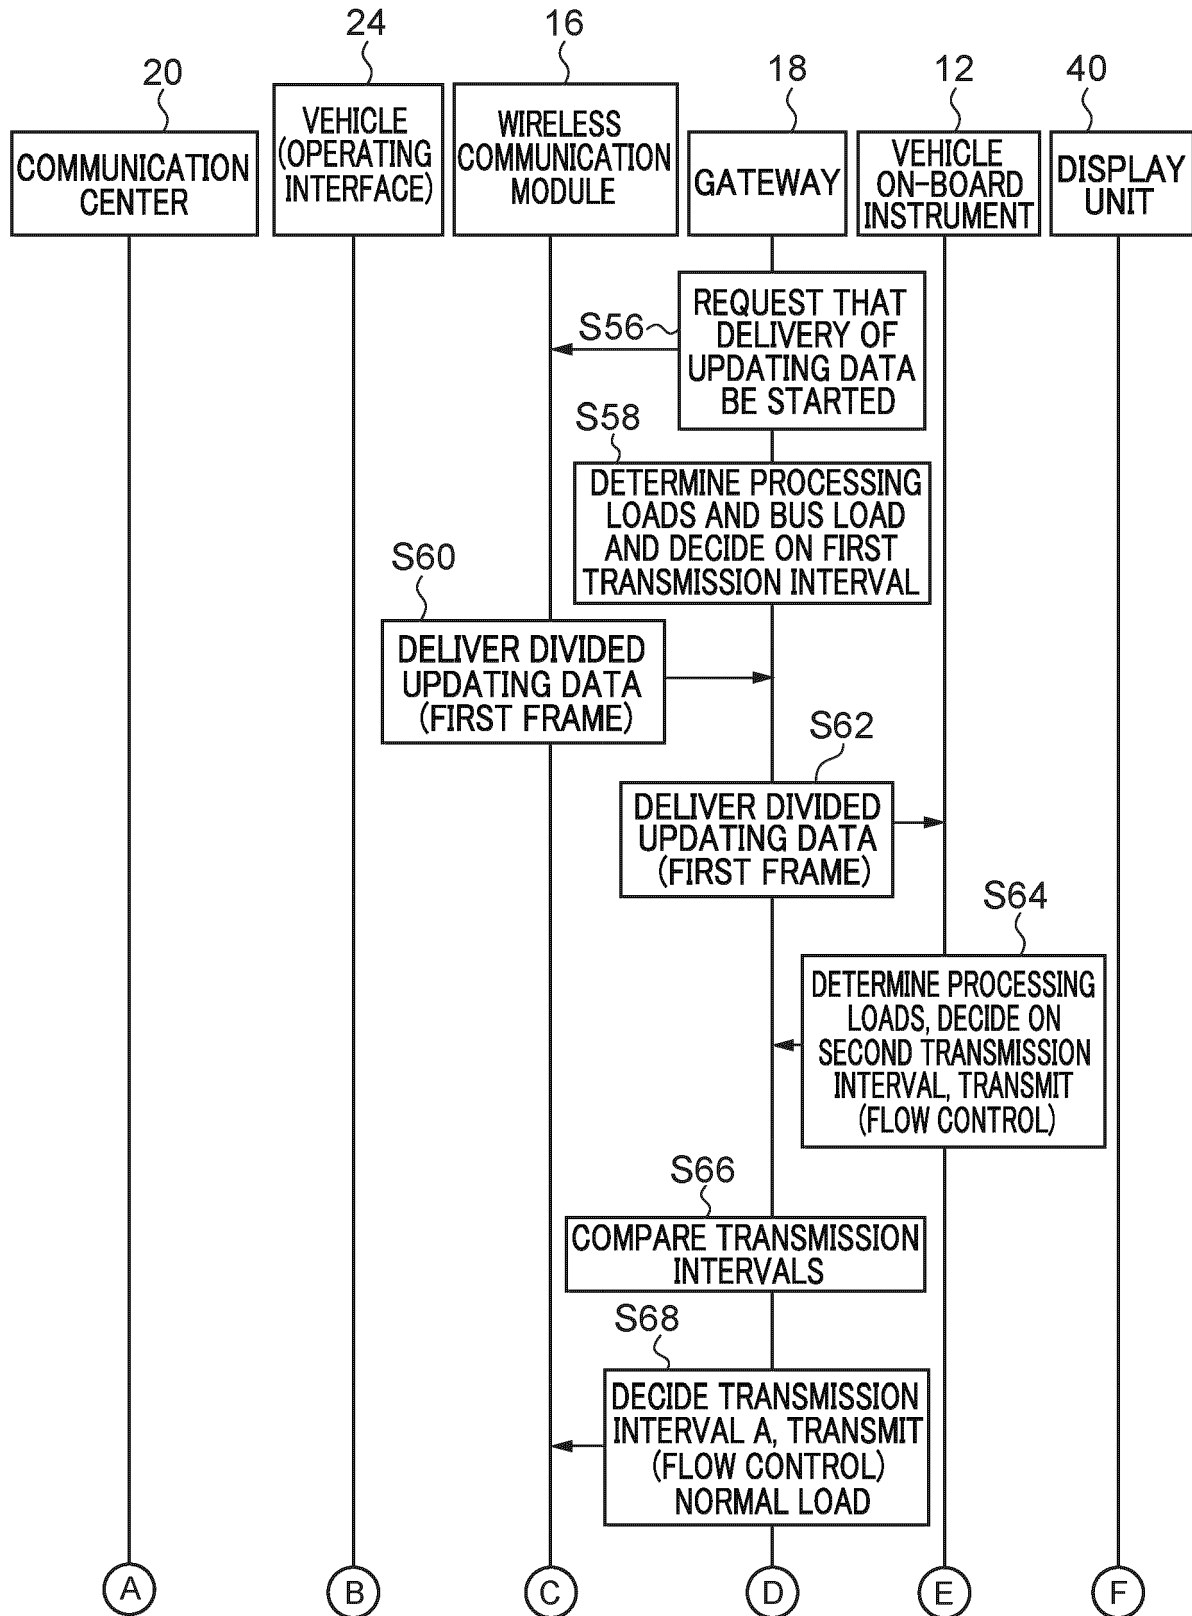 20
24
16
18
12
40
COMMUNICATION
CENTER
VEHICLE
(OPERATING
INTERFACE)
WIRELESS
COMMUNICATION
MODULE
GATEWAY
VEHICLE
ON-BOARD
INSTRUMENT
DISPLAY
UNIT
S56
REQUEST THAT
DELIVERY OF
UPDATING DATA
BE STARTED
S58
DETERMINE PROCESSING
LOADS AND BUS LOAD
AND DECIDE ON FIRST
TRANSMISSION INTERVAL
S60
DELIVER DIVIDED
UPDATING DATA
(FIRST FRAME)
S62
DELIVER DIVIDED
UPDATING DATA
(FIRST FRAME)
S64
DETERMINE PROCESSING
LOADS, DECIDE ON
SECOND TRANSMISSION
INTERVAL, TRANSMIT
(FLOW CONTROL)
S66
COMPARE TRANSMISSION
INTERVALS
S68
DECIDE TRANSMISSION
INTERVAL A, TRANSMIT
(FLOW CONTROL)
NORMAL LOAD
A
B
C
D
E
F